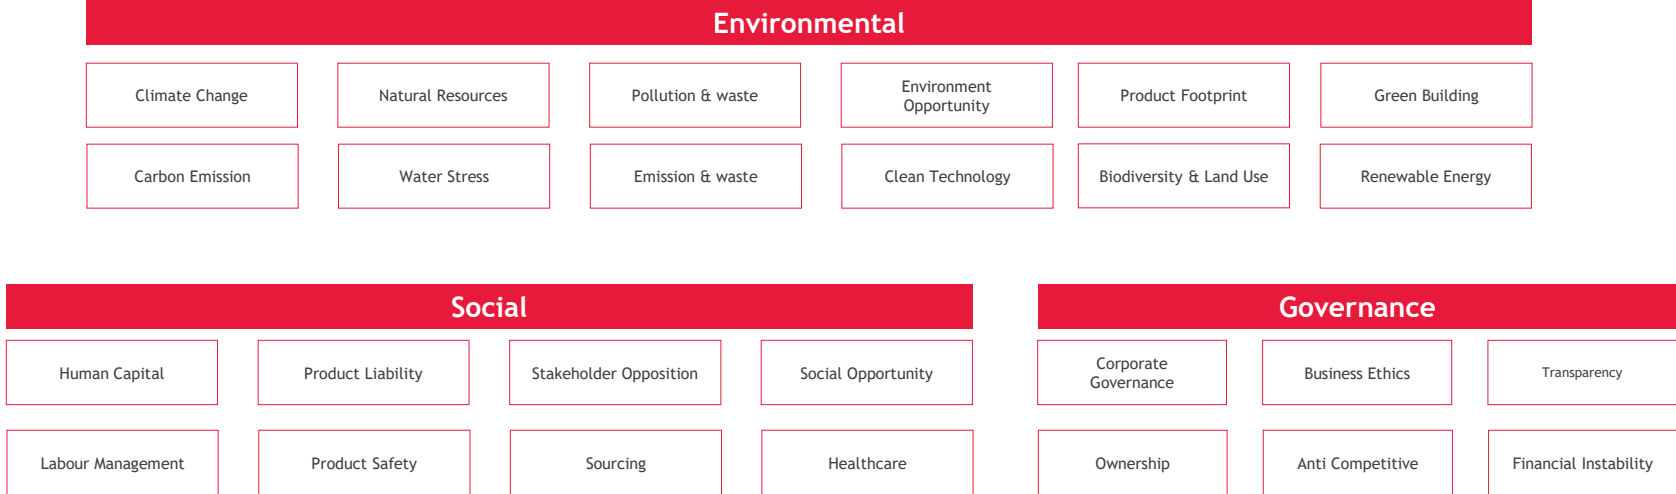 Environmental
Climate Change
Natural Resources
Pollution & waste
Environment
Opportunity
Product Footprint
Green Building
Carbon Emission
Water Stress
Emission & waste
Clean Technology
Biodiversity & Land Use
Renewable Energy
Social
Human Capital
Product Liability
Stakeholder Opposition
Social Opportunity
Labour Management
Product Safety
Sourcing
Healthcare
Governance
Corporate
Governance
Business Ethics
Transparency
Ownership
Anti Competitive
Financial Instability